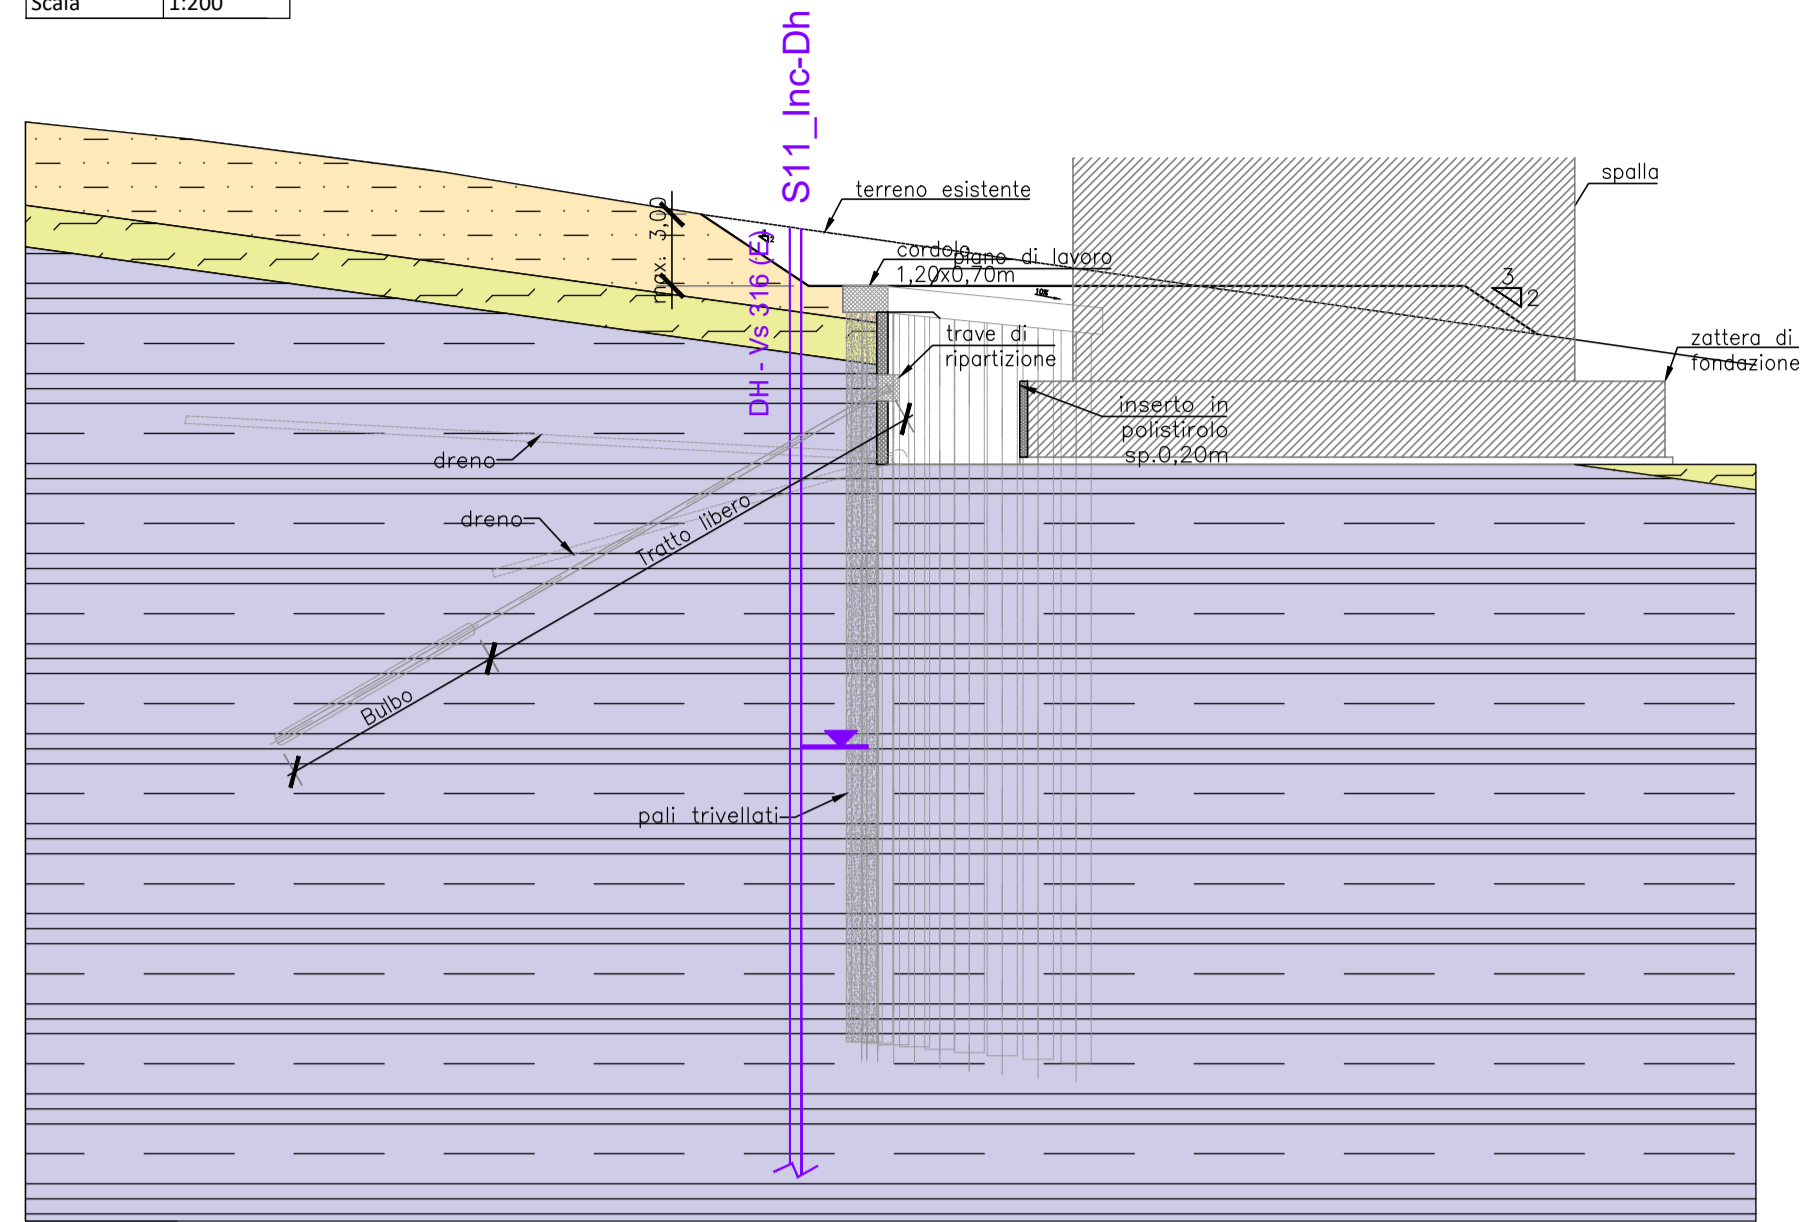 Scala 1:200
S11_Inc-Dh
DH - Vs 316 (E)
max. 3,00
terreno esistente
spalla
cordolo
1,20x0,70m
piano di lavoro
10%
3
2
trave di
ripartizione
zattera di
fondazione
inserto in
polistirolo
sp.0,20m
dreno
dreno
Tratto libero
Bulbo
pali trivellati